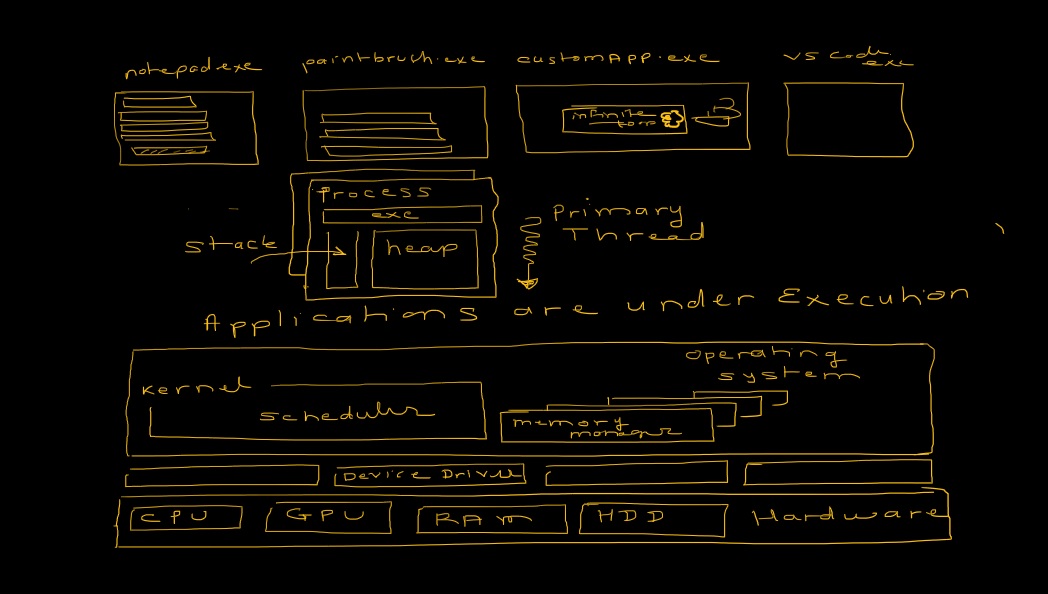 notepad.exe
paintbruch.exe
customAPP.exe
vs code.exe
infinite
loop
Process
exe
stack
heap
Primary
Thread
Applications are under Execution
operating
system
Kernel
scheduler
memory
manager
Device Driver
CPU
GPU
RAM
HDD
Hardware